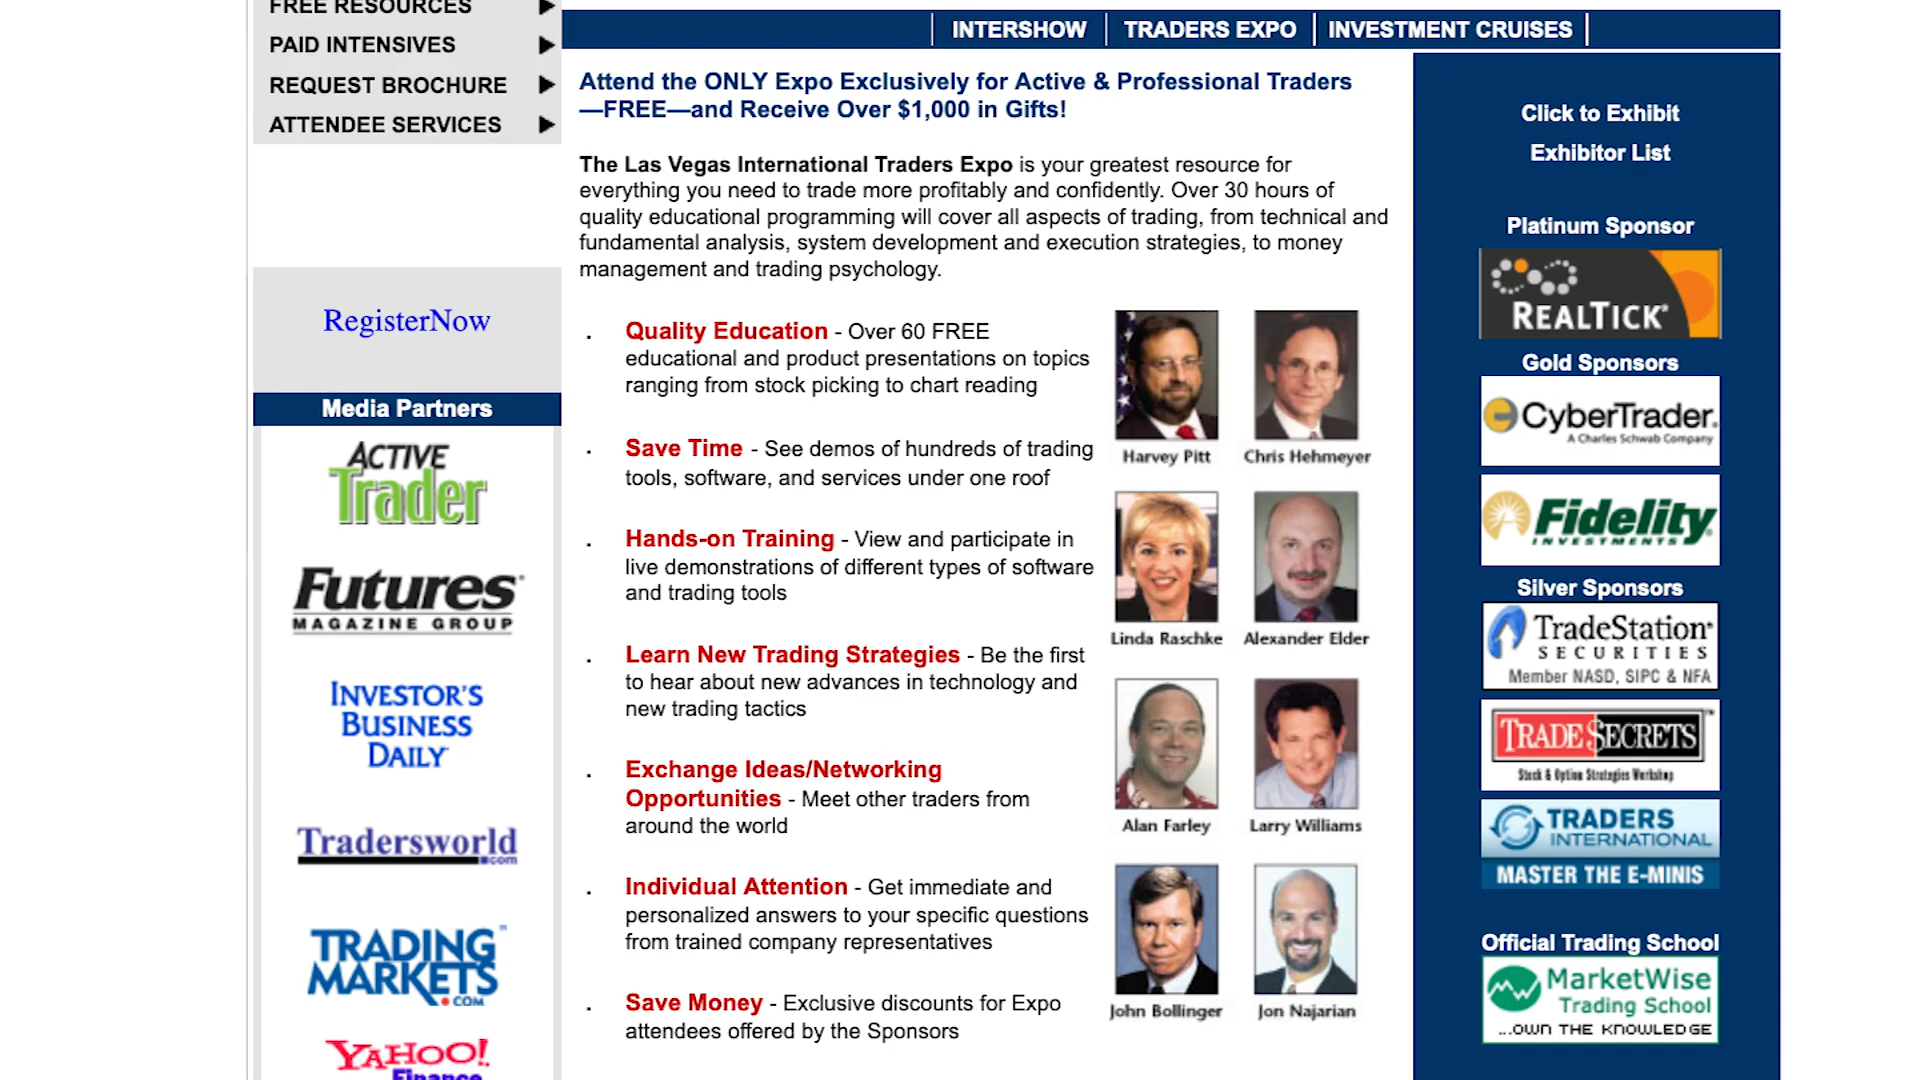 FREE RESOURCES
PAID INTENSIVES
REQUEST BROCHURE
ATTENDEE SERVICES
RegisterNow
Media Partners
ACTIVE
Trader
Futures
MAGAZINE GROUP
INVESTOR'S
BUSINESS
DAILY
Tradersworld
.com
TRADING
MARKETS
.COM
YAHOO!
Finance
INTERSHOW
TRADERS EXPO
INVESTMENT CRUISES
Attend the ONLY Expo Exclusively for Active & Professional Traders
—FREE—and Receive Over $1,000 in Gifts!
The Las Vegas International Traders Expo is your greatest resource for
everything you need to trade more profitably and confidently. Over 30 hours of
quality educational programming will cover all aspects of trading, from technical and
fundamental analysis, system development and execution strategies, to money
management and trading psychology.
. Quality Education - Over 60 FREE
educational and product presentations on topics
ranging from stock picking to chart reading
. Save Time - See demos of hundreds of trading
tools, software, and services under one roof
. Hands-on Training - View and participate in
live demonstrations of different types of software
and trading tools
. Learn New Trading Strategies - Be the first
to hear about new advances in technology and
new trading tactics
. Exchange Ideas/Networking
Opportunities - Meet other traders from
around the world
. Individual Attention - Get immediate and
personalized answers to your specific questions
from trained company representatives
. Save Money - Exclusive discounts for Expo
attendees offered by the Sponsors
Harvey Pitt
Chris Hehmeyer
Linda Raschke
Alexander Elder
Alan Farley
Larry Williams
John Bollinger
Jon Najarian
Click to Exhibit
Exhibitor List
Platinum Sponsor
REALTICK®
Gold Sponsors
CyberTrader.
A Charles Schwab Company
Fidelity
INVESTMENTS
Silver Sponsors
TradeStation®
SECURITIES
Member NASD, SIPC & NFA
TRADE $ECRETS™
Stock & Option Strategies Workshop
TRADERS
INTERNATIONAL
MASTER THE E-MINIS
Official Trading School
MarketWise
Trading School
...OWN THE KNOWLEDGE